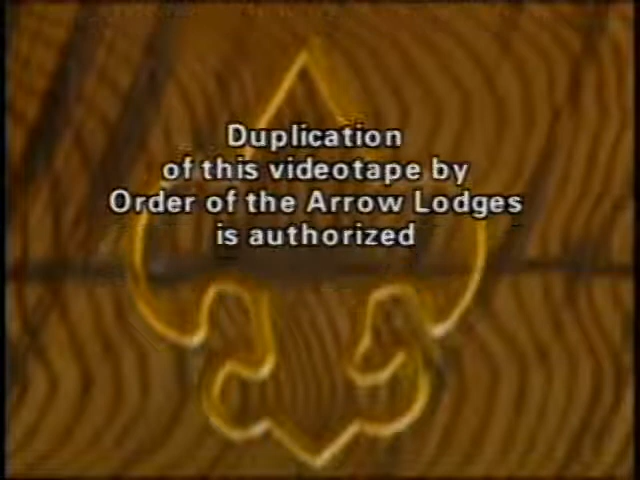 Duplication
of this videotape by
Order of the Arrow Lodges
is authorized